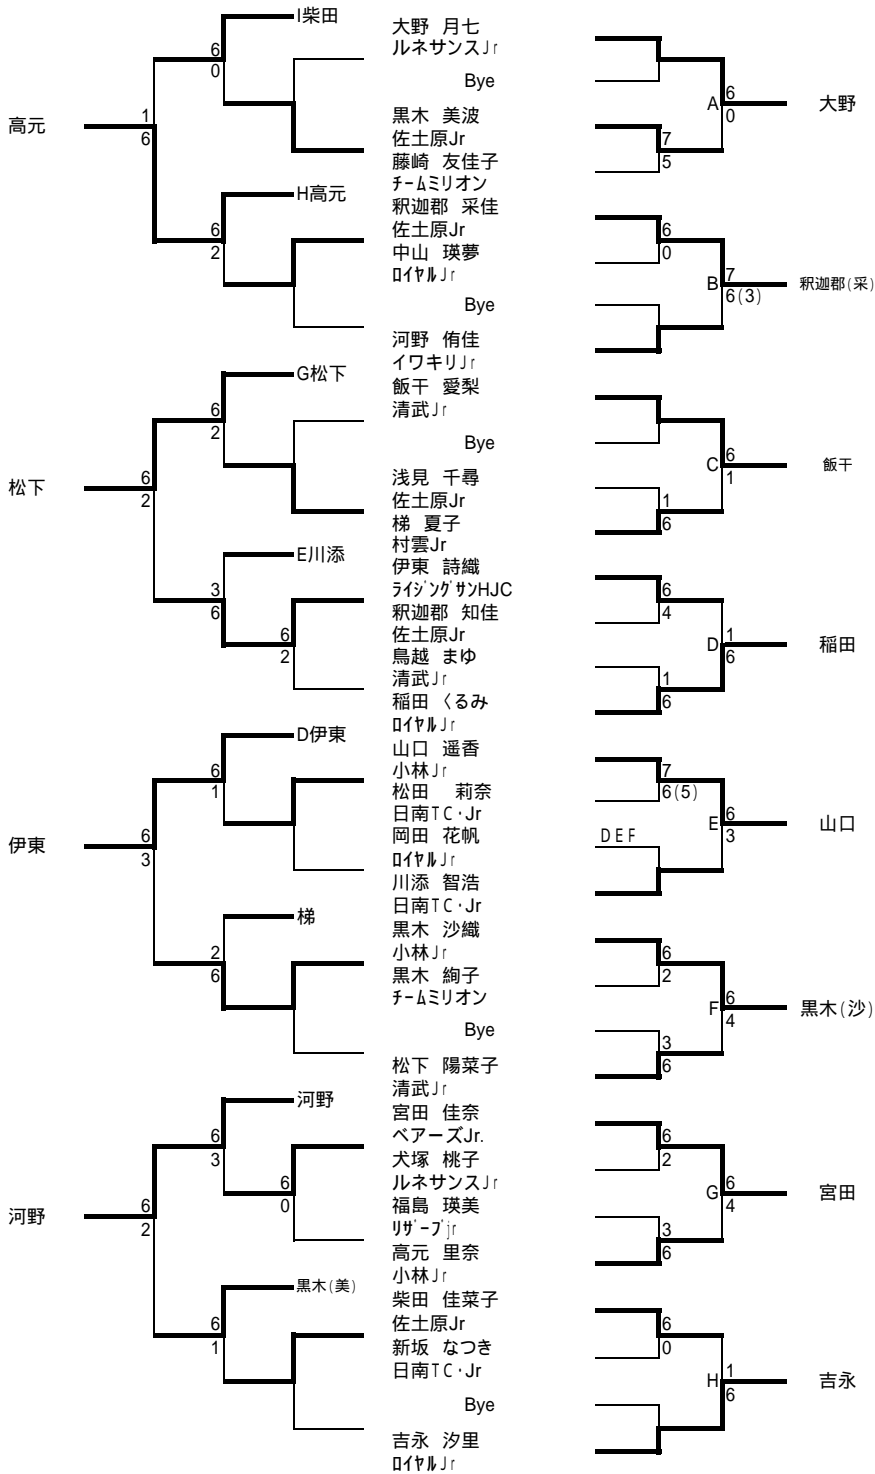 I柴田
6
0
1
6
高元
H高元
6
2
G松下
6
2
6
2
松下
E川添
3
6
6
2
D伊東
6
1
6
3
伊東
梯
2
6
河野
6
3
6
0
6
2
河野
黒木(美)
6
1
大野 月七
ルネサンスJr
Bye
黒木 美波
佐土原Jr
藤崎 友佳子
チームミリオン
釈迦郡 采佳
佐土原Jr
中山 瑛夢
ロイヤルJr
Bye
河野 侑佳
イワキリJr
飯干 愛梨
清武Jr
Bye
浅見 千尋
佐土原Jr
梯 夏子
村雲Jr
伊東 詩織
ライジングサンHJC
釈迦郡 知佳
佐土原Jr
鳥越 まゆ
清武Jr
稲田 くるみ
ロイヤルJr
山口 遥香
小林Jr
松田 莉奈
日南TC・Jr
岡田 花帆
ロイヤルJr
川添 智浩
日南TC・Jr
黒木 沙織
小林Jr
黒木 絢子
チームミリオン
Bye
松下 陽菜子
清武Jr
宮田 佳奈
ベアーズJr.
犬塚 桃子
ルネサンスJr
福島 瑛美
リザーブjr
高元 里奈
小林Jr
柴田 佳菜子
佐土原Jr
新坂 なつき
日南TC・Jr
Bye
吉永 汐里
ロイヤルJr
A
6
0
大野
7
5
6
0
B
7
6(3)
釈迦郡(采)
C
6
1
飯干
1
6
6
4
D
1
6
稲田
1
6
7
6(5)
DEF
E
6
3
山口
6
2
F
6
4
黒木(沙)
3
6
6
2
G
6
4
宮田
3
6
6
0
H
1
6
吉永